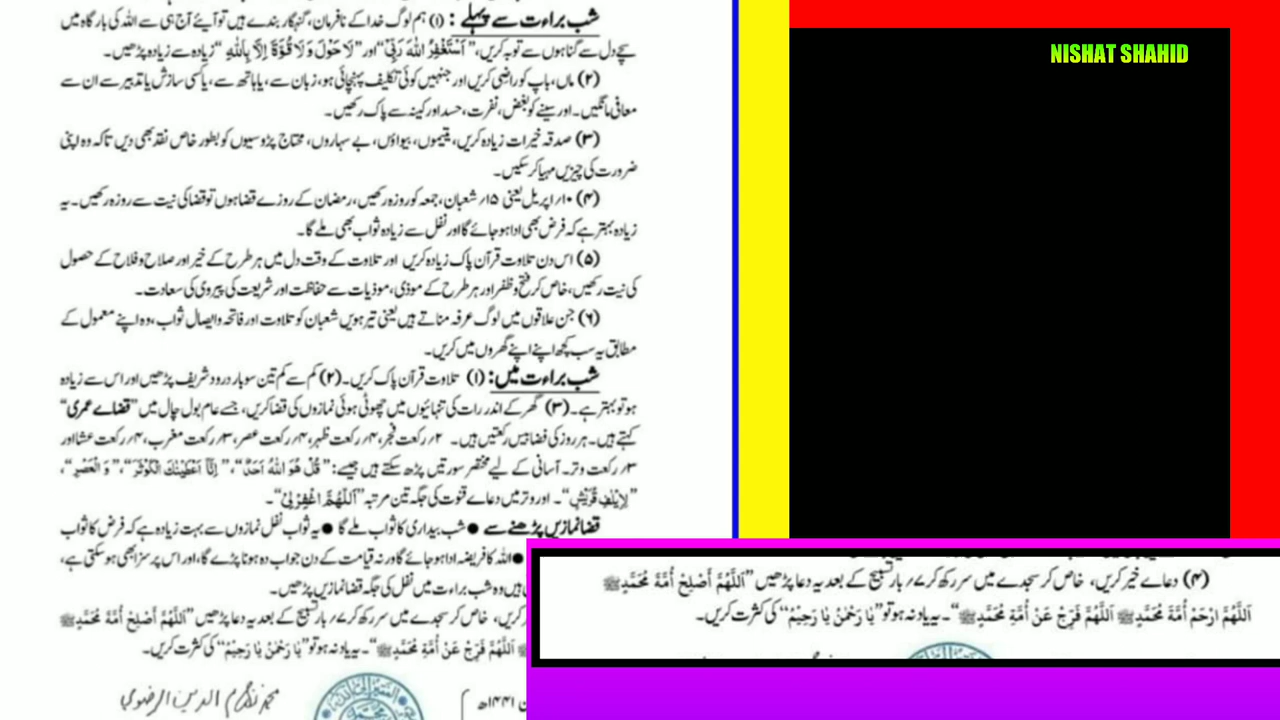 شب براءت سے پہلے : (۱) ہم لوگ خدا کے نافرمان، گنہگار بندے ہیں تو آیئے آج ہی سے اللہ کی بارگاہ میں
سچے دل سے گناہوں سے توبہ کریں، ”اَسْتَغْفِرُ اللهَ رَبِّیْ“ اور ”لَا حَوْلَ وَلَا قُوَّةَ اِلَّا بِاللهِ“ زیادہ سے زیادہ پڑھیں۔
(۲) ماں، باپ کو راضی کریں اور جنہیں کوئی تکلیف پہنچائی ہو، زبان سے، یا ہاتھ سے، یا کسی سازش یا تدبیر سے ان سے
معافی مانگیں۔ اور سینے کو بغض، نفرت، حسد اور کینہ سے پاک رکھیں۔
(۳) صدقہ خیرات زیادہ کریں، یتیموں، بیواؤں، بے سہاروں، محتاج پڑوسیوں کو بطور خاص نقد بھی دیں تاکہ وہ اپنی
ضرورت کی چیزیں مہیا کر سکیں۔
(۴) ۱۰؍اپریل یعنی ۱۵؍ شعبان، جمعہ کو روزہ رکھیں، رمضان کے روزے قضا ہوں تو قضا کی نیت سے روزہ رکھیں۔ یہ
زیادہ بہتر ہے کہ فرض بھی ادا ہو جائے گا اور نفل سے زیادہ ثواب بھی ملے گا۔
(۵) اس دن تلاوت قرآن پاک زیادہ کریں اور تلاوت کے وقت دل میں ہر طرح کے خیر اور صلاح و فلاح کے حصول
کی نیت رکھیں، خاص کر فتح و ظفر اور ہر طرح کے موذی، موذیات سے حفاظت اور شریعت کی پیروی کی سعادت۔
(۶) جن علاقوں میں لوگ عرفہ مناتے ہیں یعنی تیرہویں شعبان کو تلاوت اور فاتحہ و ایصال ثواب، وہ اپنے معمول کے
مطابق یہ سب کچھ اپنے اپنے گھروں میں کریں۔
شب براءت میں: (۱) تلاوت قرآن پاک کریں۔ (۲) کم سے کم تین سو بار درود شریف پڑھیں اور اس سے زیادہ
ہو تو بہتر ہے۔ (۳) گھر کے اندر رات کی تنہائیوں میں چھوٹی ہوئی نمازوں کی قضا کریں، جسے عام بول چال میں ”قضاے عمری“
کہتے ہیں۔ ہر روز کی قضا بیس رکعتیں ہیں۔ ۲؍رکعت فجر، ۴؍رکعت ظہر، ۴؍رکعت عصر، ۳؍رکعت مغرب، ۴؍رکعت عشا اور
۳؍ رکعت وتر۔ آسانی کے لیے مختصر سورتیں پڑھ سکتے ہیں جیسے: ”قُلْ هُوَ اللهُ اَحَدٌ“، ”اِنَّاۤ اَعْطَیْنٰكَ الْكَوْثَرَ“، ”وَ الْعَصْرِ“،
”لِاِیْلٰفِ قُرَیْشٍ“۔ اور وتر میں دعاے قنوت کی جگہ تین مرتبہ ”اَللّٰهُمَّ اغْفِرْ لِیْ“۔
قضا نمازیں پڑھنے سے ● شب بیداری کا ثواب ملے گا ● یہ ثواب نفل نمازوں سے بہت زیادہ ہے کہ فرض کا ثواب
● اللہ کا فریضہ ادا ہو جائے گا ورنہ قیامت کے دن جواب دہ ہونا پڑے گا، اور اس پر سزا بھی ہو سکتی ہے،
ہیں وہ شب براءت میں نفل کی جگہ قضا نمازیں پڑھیں۔
کریں، خاص کر سجدے میں سر رکھ کر ۷؍بار تسبیح کے بعد یہ دعا پڑھیں ”اَللّٰهُمَّ أَصْلِحْ أُمَّةَ مُحَمَّدٍ ﷺ
اَللّٰهُمَّ فَرِّجْ عَنْ أُمَّةِ مُحَمَّدٍ ﷺ“۔ یہ یاد نہ ہو تو ”یَا رَحْمٰنُ یَا رَحِیْمُ“ کی کثرت کریں۔
۱۴۴۱ھ
NISHAT SHAHID
(۴) دعاے خیر کریں، خاص کر سجدے میں سر رکھ کر ۷؍بار تسبیح کے بعد یہ دعا پڑھیں ”اَللّٰهُمَّ أَصْلِحْ أُمَّةَ مُحَمَّدٍ ﷺ
اَللّٰهُمَّ ارْحَمْ أُمَّةَ مُحَمَّدٍ ﷺ اَللّٰهُمَّ فَرِّجْ عَنْ أُمَّةِ مُحَمَّدٍ ﷺ“۔ یہ یاد نہ ہو تو ”یَا رَحْمٰنُ یَا رَحِیْمُ“ کی کثرت کریں۔